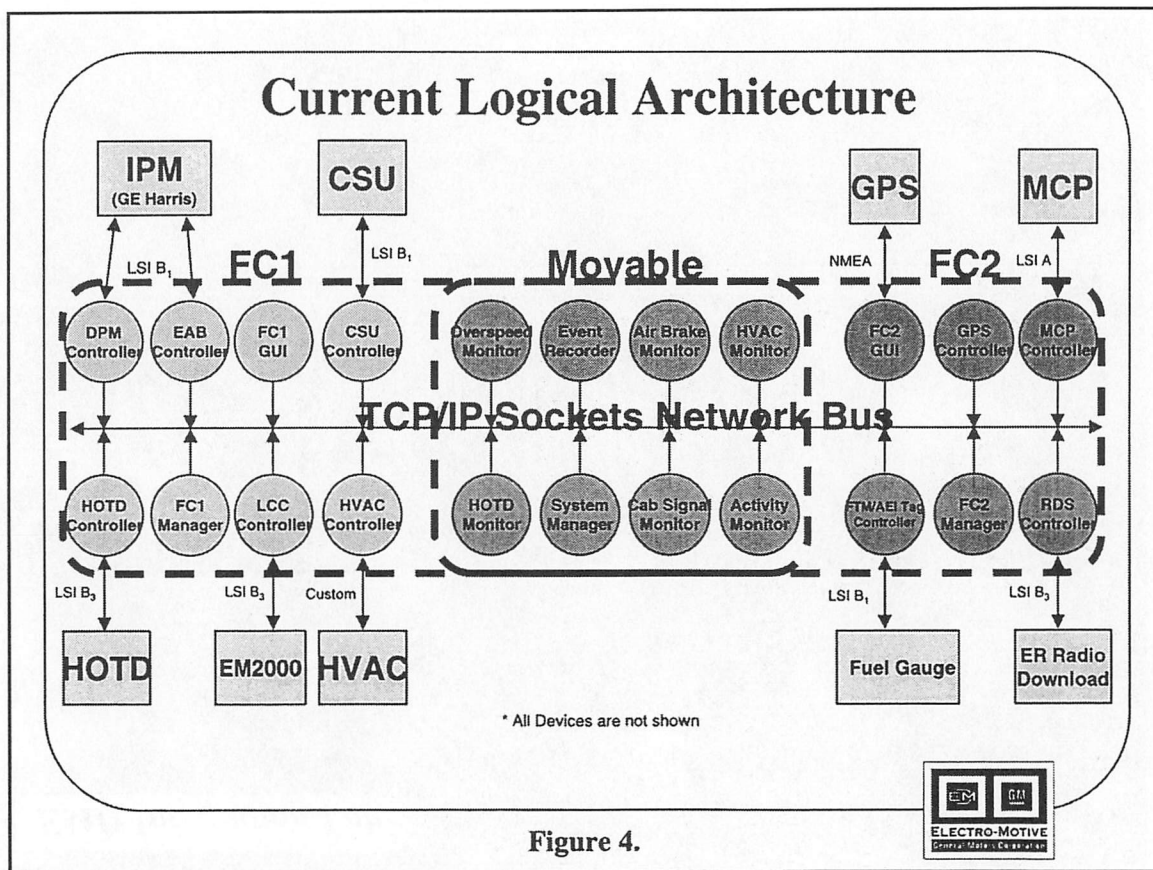 Current Logical Architecture
IPM
(GE Harris)
CSU
GPS
MCP
LSI B₁
FC1
LSI B₁
Movable
NMEA
FC2
LSI A
DPM
Controller
EAB
Controller
FC1
GUI
CSU
Controller
Overspeed
Monitor
Event
Recorder
Air Brake
Monitor
HVAC
Monitor
FC2
GUI
GPS
Controller
MCP
Controller
TCP/IP Sockets Network Bus
HOTD
Controller
FC1
Manager
LCC
Controller
HVAC
Controller
HOTD
Monitor
System
Manager
Cab Signal
Monitor
Activity
Monitor
FTM/AEI Tag
Controller
FC2
Manager
RDS
Controller
LSI B₃
LSI B₃
Custom
LSI B₁
LSI B₃
HOTD
EM2000
HVAC
Fuel Gauge
ER Radio
Download
* All Devices are not shown
EM
GM
ELECTRO-MOTIVE
General Motors Corporation
Figure 4.